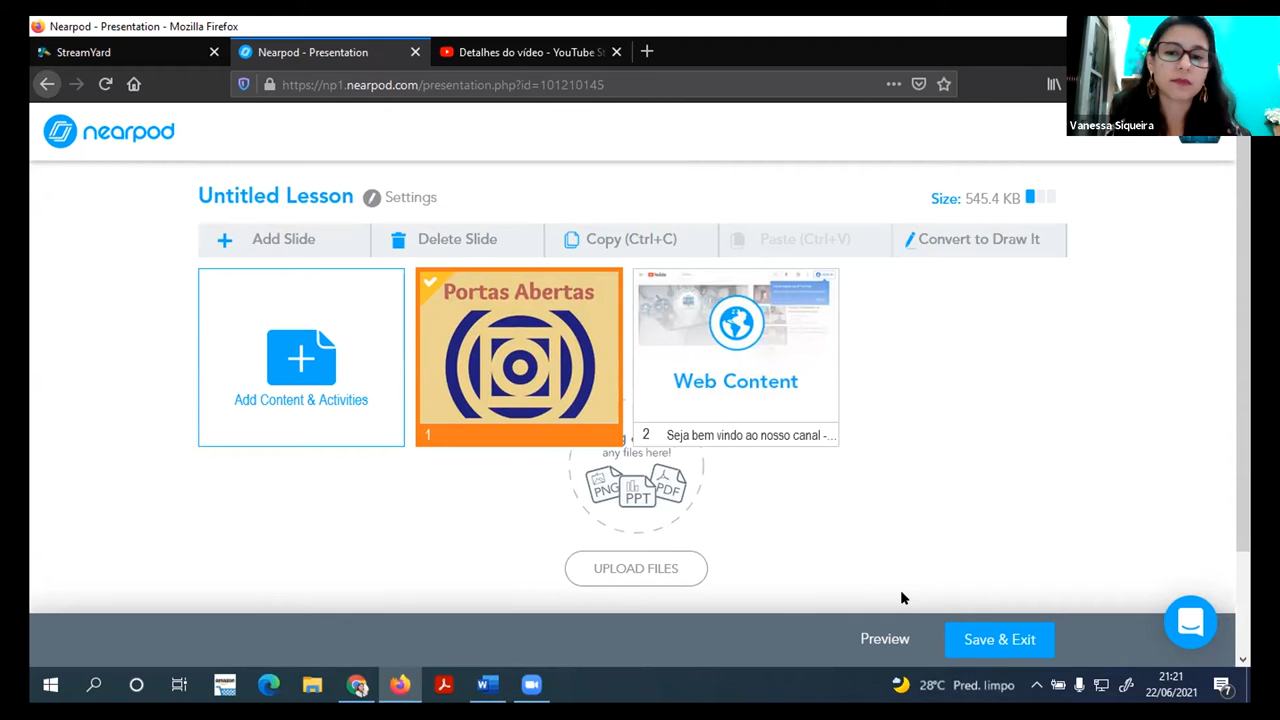 Nearpod - Presentation - Mozilla Firefox
StreamYard
Nearpod - Presentation
Detalhes do vídeo - YouTube St
https://np1.nearpod.com/presentation.php?id=101210145
Vanessa Siqueira
nearpod
Untitled Lesson
Settings
Size: 545.4 KB
Add Slide
Delete Slide
Copy (Ctrl+C)
Paste (Ctrl+V)
Convert to Draw It
Add Content & Activities
Portas Abertas
1
YouTube
Web Content
2 Seja bem vindo ao nosso canal -...
any files here!
PNG
PPT
PDF
UPLOAD FILES
Preview
Save & Exit
28°C Pred. limpo
21:21
22/06/2021
7